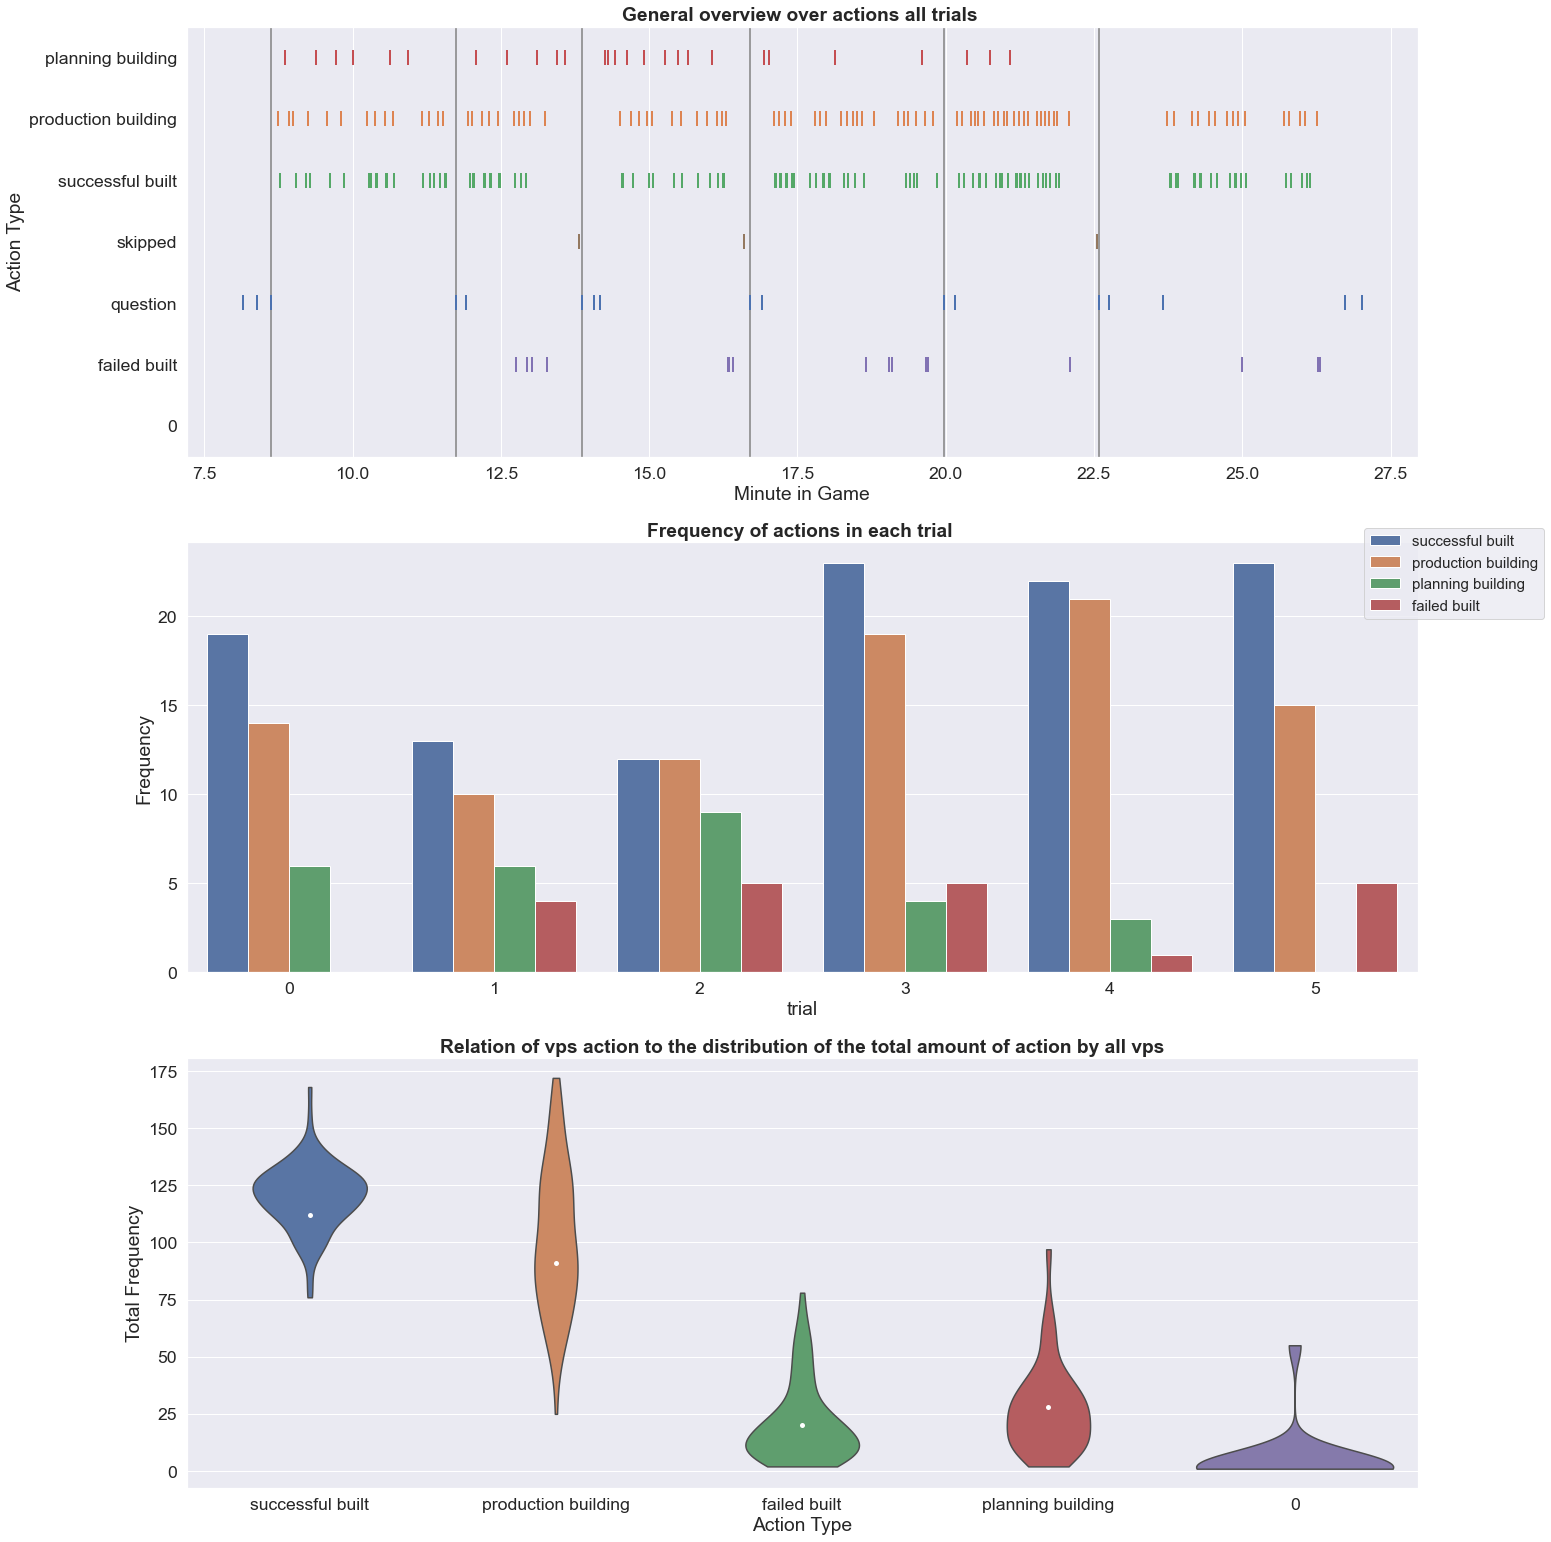 General overview over actions all trials
planning building
production building
successful built
skipped
question
failed built
0
Action Type
7.5 10.0 12.5 15.0 17.5 20.0 22.5 25.0 27.5
Minute in Game
Frequency of actions in each trial
successful built
production building
planning building
failed built
20
15
10
5
0
Frequency
0 1 2 3 4 5
trial
Relation of vps action to the distribution of the total amount of action by all vps
175
150
125
100
75
50
25
0
Total Frequency
successful built production building failed built planning building 0
Action Type